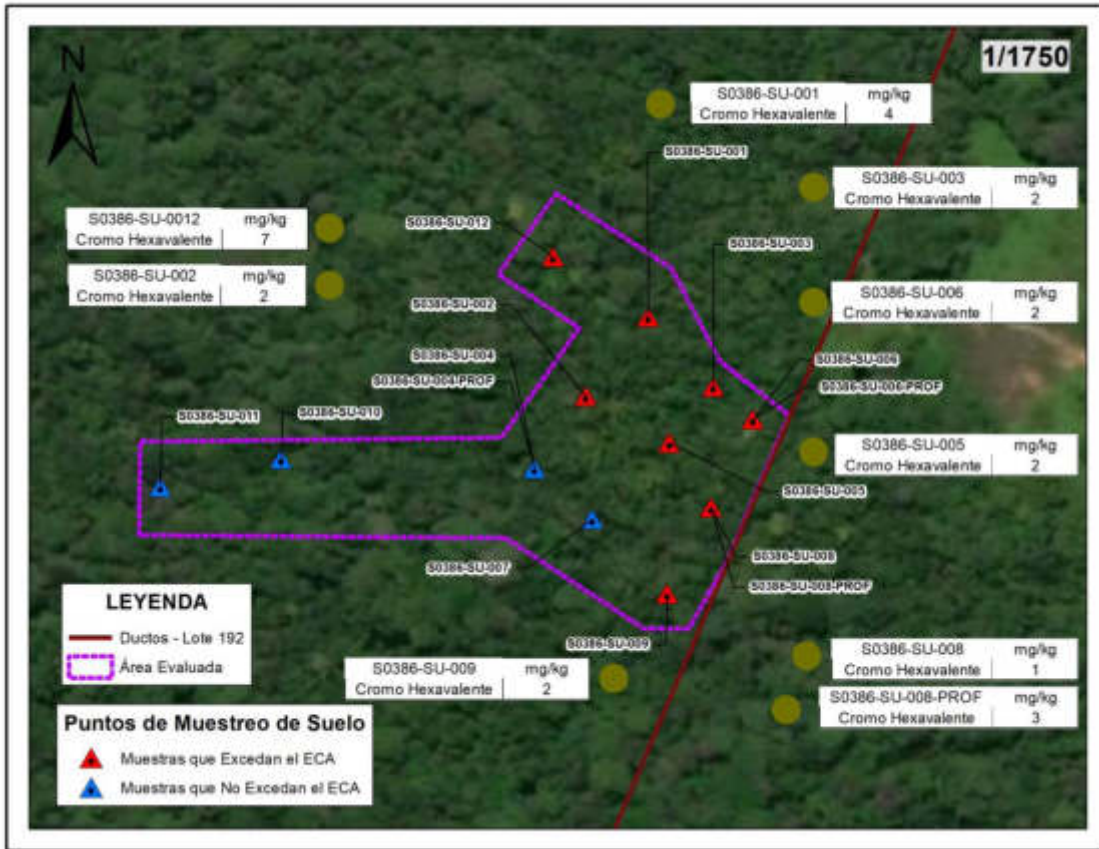 N
1/1750
S0386-SU-001 mg/kg
Cromo Hexavalente 4
S0386-SU-001
S0386-SU-003 mg/kg
Cromo Hexavalente 2
S0386-SU-0012 mg/kg
Cromo Hexavalente 7
S0386-SU-012
S0386-SU-003
S0386-SU-002 mg/kg
Cromo Hexavalente 2
S0386-SU-006 mg/kg
Cromo Hexavalente 2
S0386-SU-002
S0386-SU-004
S0386-SU-004-PROF
S0386-SU-006
S0386-SU-006-PROF
S0386-SU-011
S0386-SU-010
S0386-SU-005 mg/kg
Cromo Hexavalente 2
S0386-SU-005
S0386-SU-008
S0386-SU-007
S0386-SU-008-PROF
LEYENDA
Ductos - Lote 192
Área Evaluada
S0386-SU-009
S0386-SU-009 mg/kg
Cromo Hexavalente 2
S0386-SU-008 mg/kg
Cromo Hexavalente 1
S0386-SU-008-PROF mg/kg
Cromo Hexavalente 3
Puntos de Muestreo de Suelo
Muestras que Excedan el ECA
Muestras que No Excedan el ECA